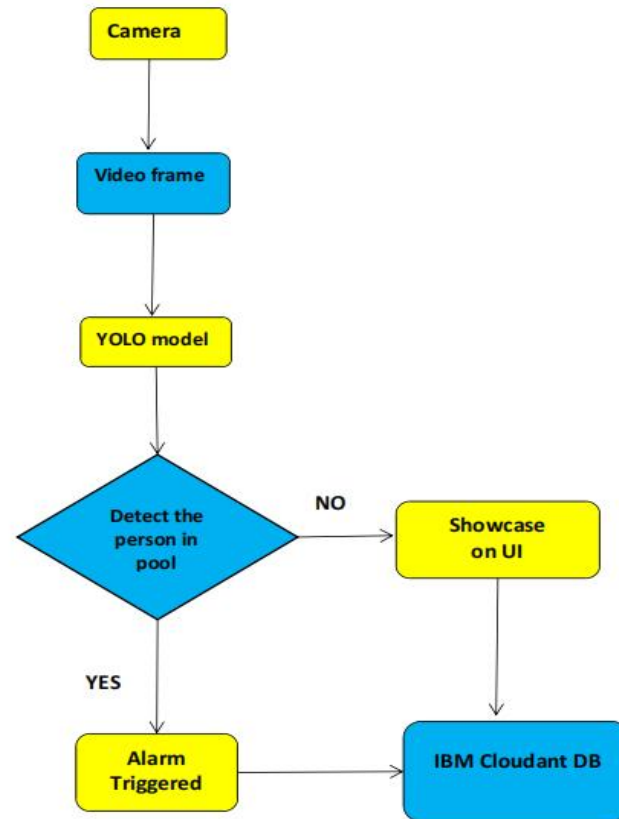 Camera
Video frame
YOLO model
Detect the
person in
pool
NO
Showcase
on UI
YES
Alarm
Triggered
IBM Cloudant DB